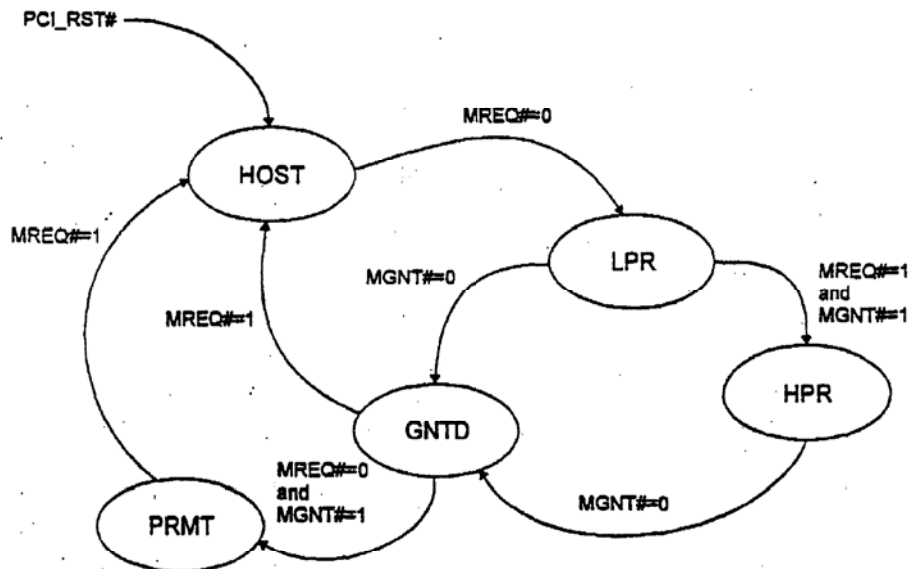 PCI_RST#
MREQ#=0
HOST
MREQ#=1
LPR
MGNT#=0
MREQ#=1
and
MGNT#=1
MREQ#=1
HPR
GNTD
MREQ#=0
and
MGNT#=1
MGNT#=0
PRMT